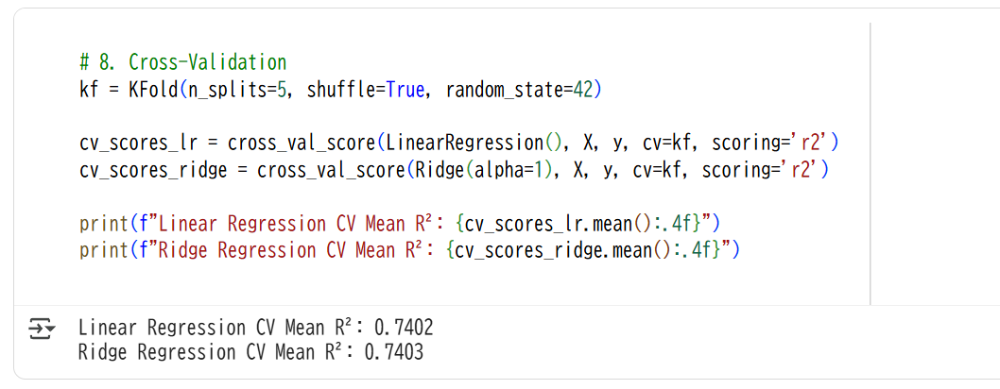 # 8. Cross-Validation
kf = KFold(n_splits=5, shuffle=True, random_state=42)
cv_scores_lr = cross_val_score(LinearRegression(), X, y, cv=kf, scoring='r2')
cv_scores_ridge = cross_val_score(Ridge(alpha=1), X, y, cv=kf, scoring='r2')
print(f"Linear Regression CV Mean R²: {cv_scores_lr.mean():.4f}")
print(f"Ridge Regression CV Mean R²: {cv_scores_ridge.mean():.4f}")
Linear Regression CV Mean R²: 0.7402
Ridge Regression CV Mean R²: 0.7403